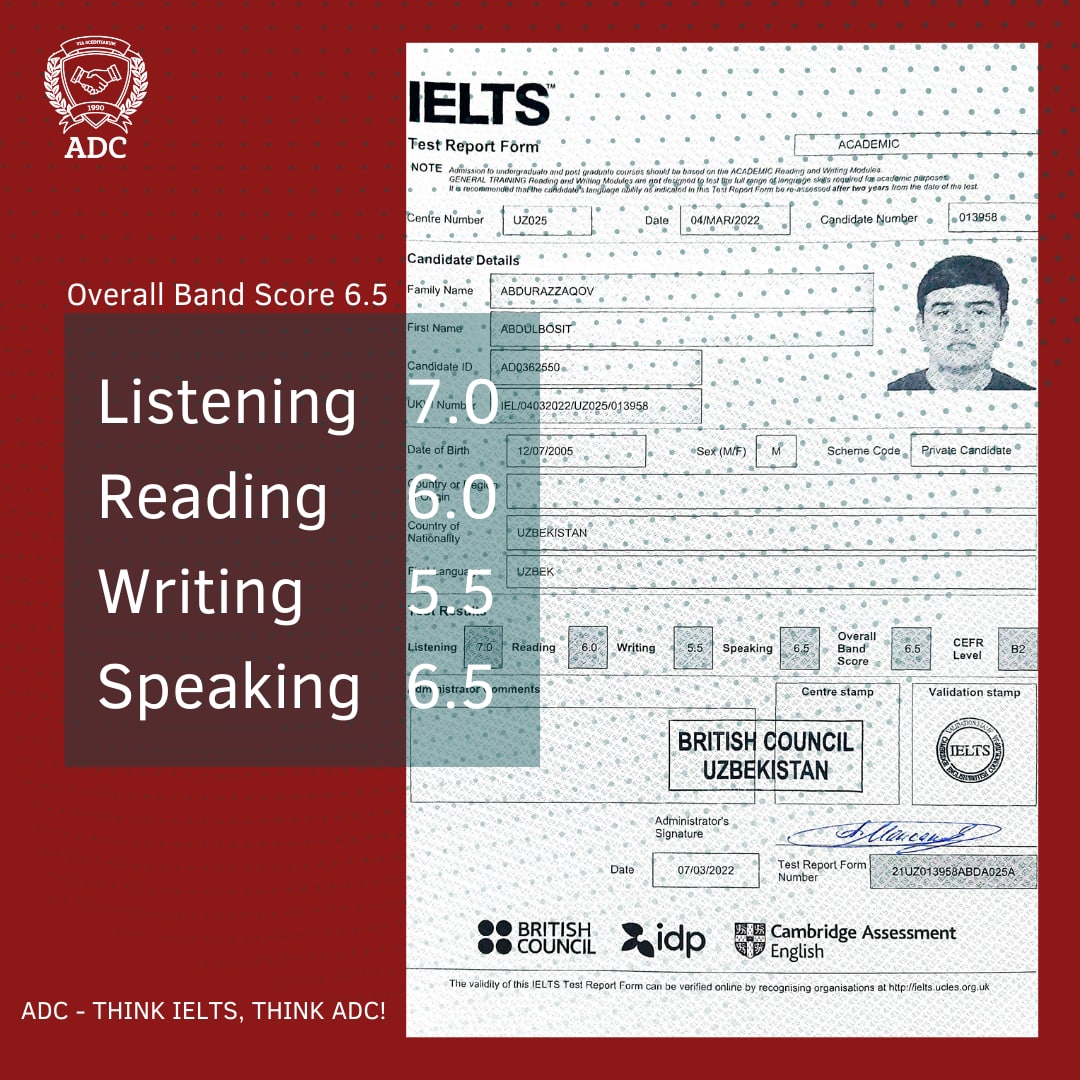 VIA SCIENTIARUM
1990
ADC
Overall Band Score 6.5
Listening 7.0
Reading 6.0
Writing 5.5
Speaking 6.5
ADC - THINK IELTS, THINK ADC!
IELTS™
Test Report Form
ACADEMIC
NOTE Admission to undergraduate and post graduate courses should be based on the ACADEMIC Reading and Writing Modules.
GENERAL TRAINING Reading and Writing Modules are not designed to test the full range of language skills required for academic purposes.
It is recommended that the candidate's language ability as indicated in this Test Report Form be re-assessed after two years from the date of the test.
Centre Number UZ025 Date 04/MAR/2022 Candidate Number 013958
Candidate Details
Family Name ABDURAZZAQOV
First Name ABDULBOSIT
Candidate ID AD0362550
Number IEL/04032022/UZ025/013958
Date of Birth 12/07/2005 Sex (M/F) M Scheme Code Private Candidate
Country or Region
Origin
Country of
Nationality UZBEKISTAN
First Language UZBEK
Test Results
Listening 7.0 Reading 6.0 Writing 5.5 Speaking 6.5 Overall Band Score 6.5 CEFR Level B2
Administrator Comments Centre stamp Validation stamp
BRITISH COUNCIL
UZBEKISTAN
IELTS
Administrator's
Signature
Date 07/03/2022 Test Report Form
Number 21UZ013958ABDA025A
BRITISH
COUNCIL
idp
Cambridge Assessment
English
The validity of this IELTS Test Report Form can be verified online by recognising organisations at http://ielts.ucles.org.uk